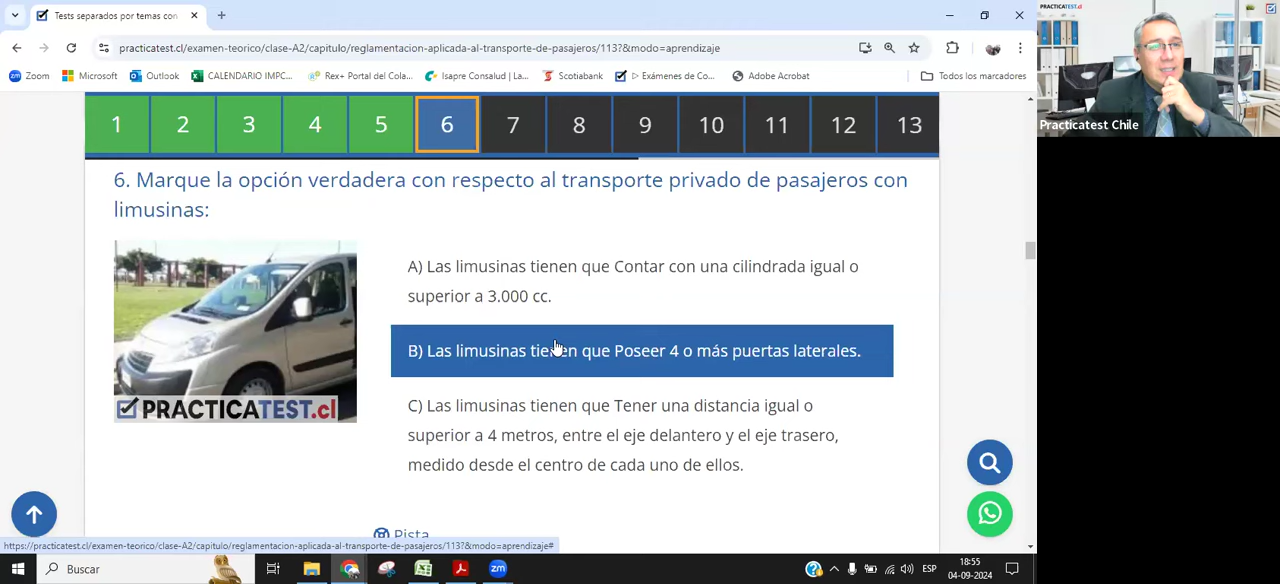 Tests separados por temas con
practicatest.cl/examen-teorico/clase-A2/capitulo/reglamentacion-aplicada-al-transporte-de-pasajeros/113?&modo=aprendizaje
Zoom Microsoft Outlook CALENDARIO IMPC... Rex+ Portal del Cola... Isapre Consalud | La... Scotiabank ▷ Exámenes de Co... Adobe Acrobat Todos los marcadores
1 2 3 4 5 6 7 8 9 10 11 12 13
6. Marque la opción verdadera con respecto al transporte privado de pasajeros con
limusinas:
PRACTICATEST.cl
A) Las limusinas tienen que Contar con una cilindrada igual o
superior a 3.000 cc.
B) Las limusinas tienen que Poseer 4 o más puertas laterales.
C) Las limusinas tienen que Tener una distancia igual o
superior a 4 metros, entre el eje delantero y el eje trasero,
medido desde el centro de cada uno de ellos.
Pista
https://practicatest.cl/examen-teorico/clase-A2/capitulo/reglamentacion-aplicada-al-transporte-de-pasajeros/113?&modo=aprendizaje#
Buscar
ESP
18:55
04-09-2024
PRACTICATEST.cl
Practicatest Chile